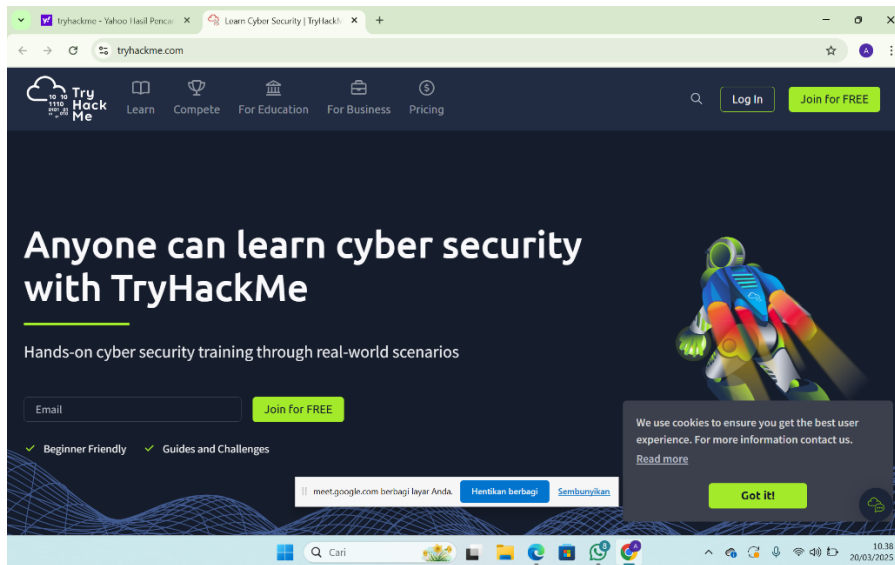 tryhackme - Yahoo Hasil Pencar
Learn Cyber Security | TryHackM
tryhackme.com
A
10 10
1110
Try
Hack
Me
Learn
Compete
For Education
For Business
Pricing
Log In
Join for FREE
Anyone can learn cyber security
with TryHackMe
Hands-on cyber security training through real-world scenarios
Email
Join for FREE
Beginner Friendly
Guides and Challenges
We use cookies to ensure you get the best user
experience. For more information contact us.
Read more
Got it!
meet.google.com berbagi layar Anda.
Hentikan berbagi
Sembunyikan
Cari
10.38
20/03/2025